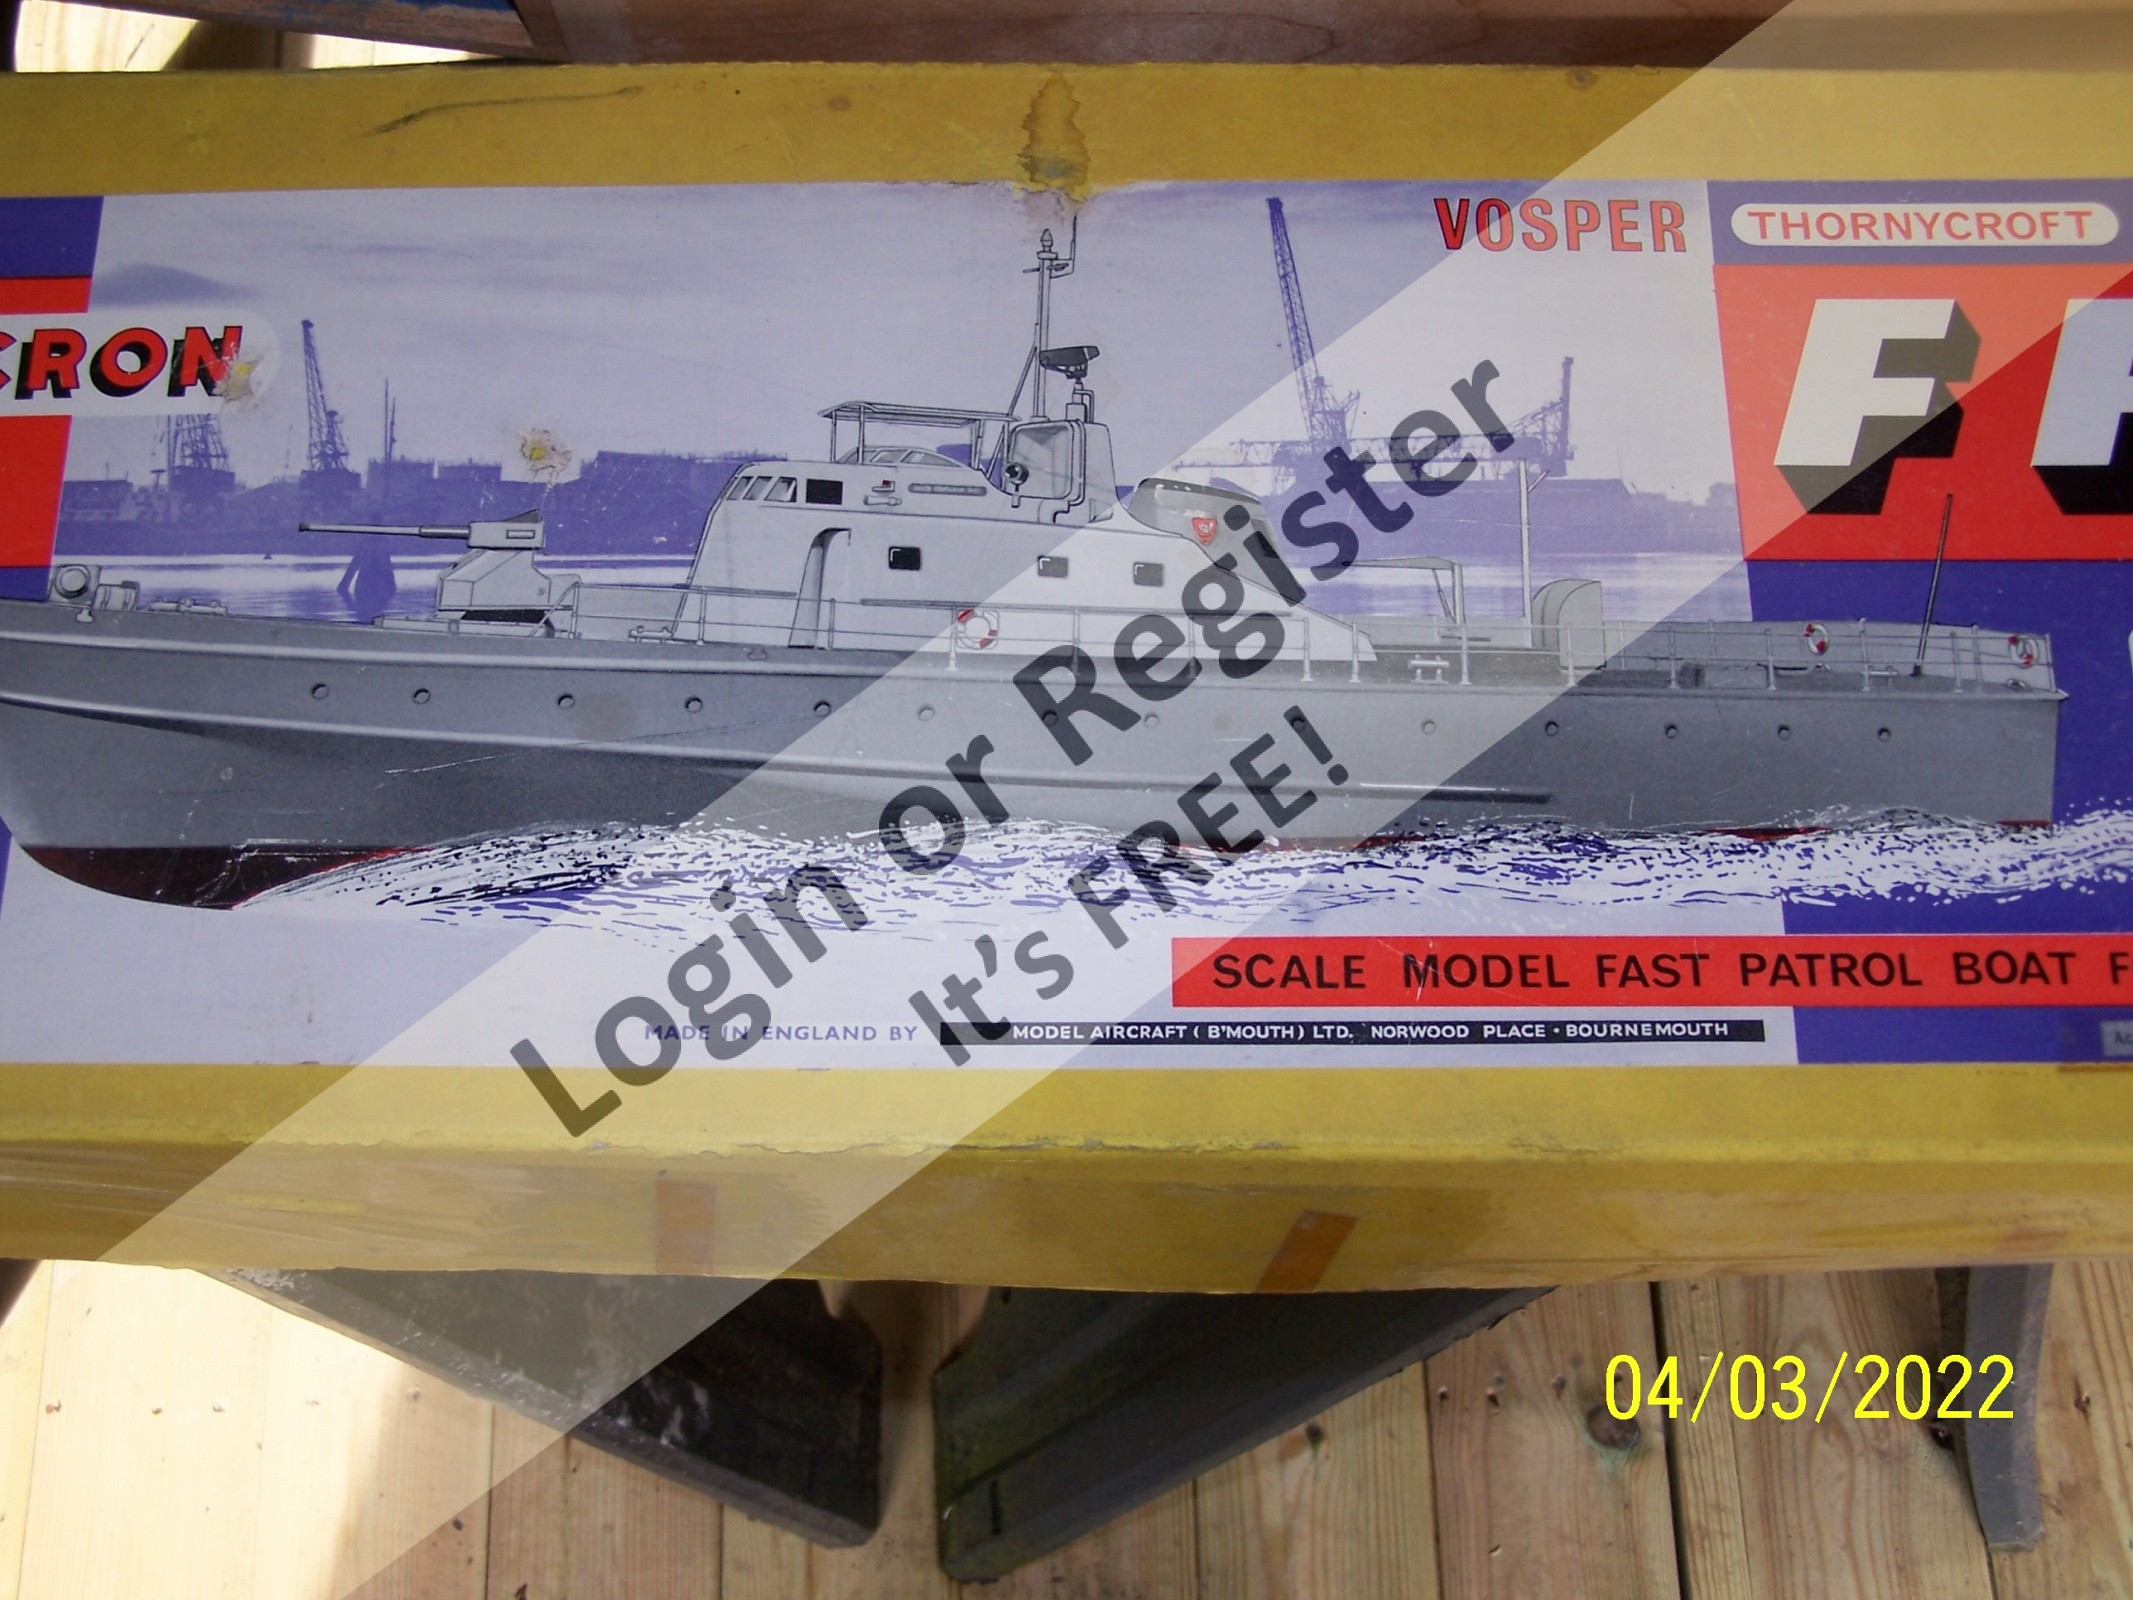 VOSPER
THORNYCROFT
CRON
F
SCALE MODEL FAST PATROL BOAT F
MADE IN ENGLAND BY MODEL AIRCRAFT (B'MOUTH) LTD. NORWOOD PLACE • BOURNEMOUTH
Login or Register
It's FREE!
04/03/2022